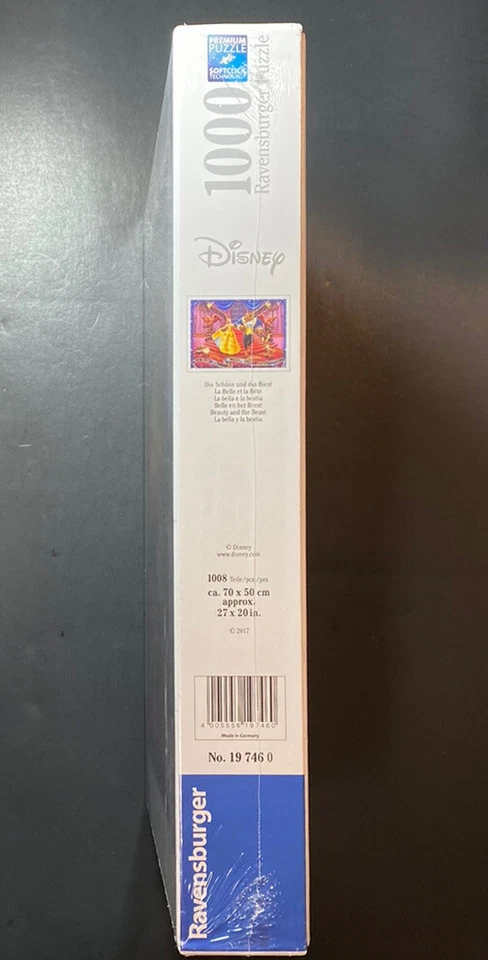 PREMIUM
PUZZLE
SOFTCLICK
TECHNOLOGY
1000
Ravensburger Puzzle
Disney
Die Schöne und das Biest
La Belle et la Bête
La bella e la bestia
Belle en het Beest
Beauty and the Beast
La bella y la bestia
© Disney
www.disney.com
1008 Teile/pcs./pzs.
ca. 70 x 50 cm
approx.
27 x 20 in.
© 2017
4 005556 197460
Made in Germany
No. 19 746 0
Ravensburger